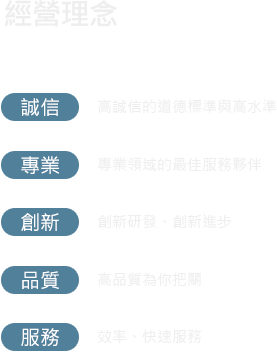 經營理念
誠信
高誠信的道德標準與高水準
專業
專業領域的最佳服務夥伴
創新
創新研發、創新進步
品質
高品質為你把關
服務
效率、快速服務